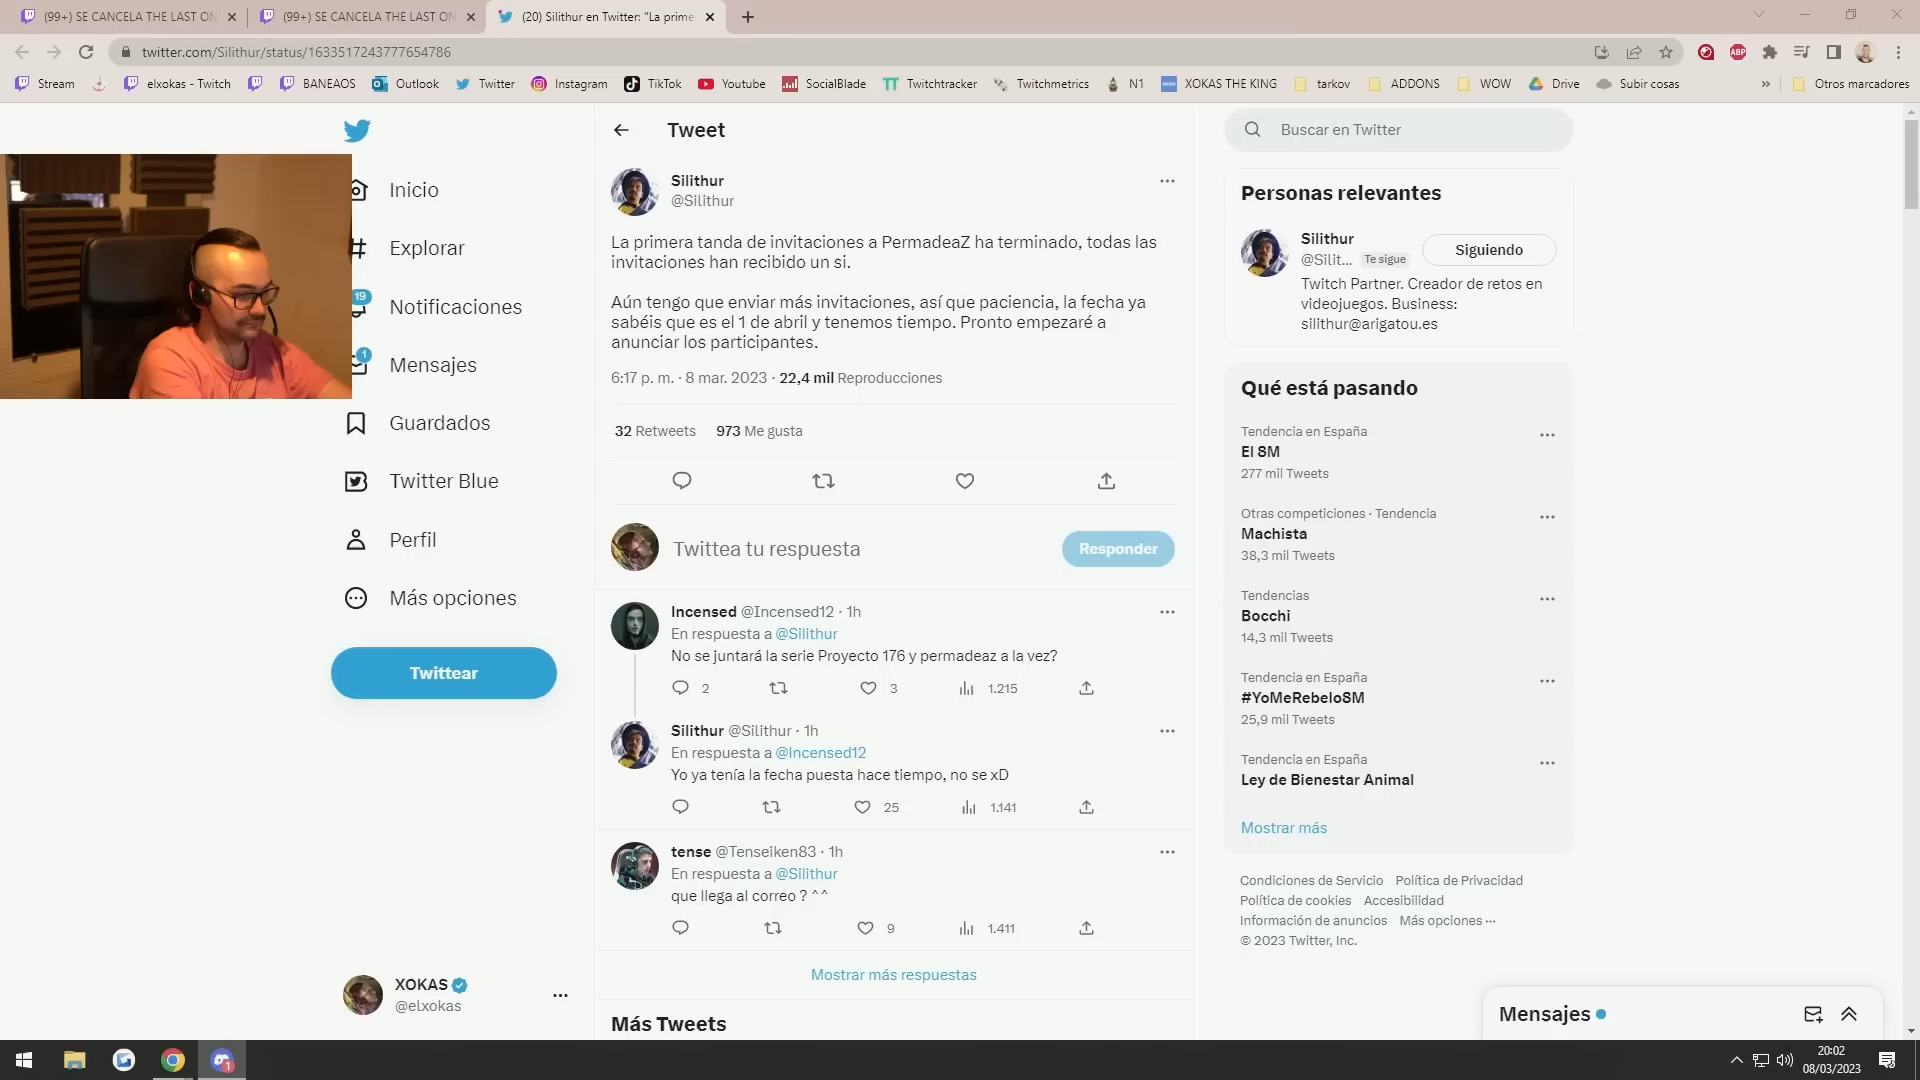 (99+) SE CANCELA THE LAST ON
(99+) SE CANCELA THE LAST ON
(20) Silithur en Twitter: "La prime
twitter.com/Silithur/status/1633517243777654786
ABP
Stream
elxokas - Twitch
BANEAOS
Outlook
Twitter
Instagram
TikTok
Youtube
SocialBlade
Twitchtracker
Twitchmetrics
N1
XOKAS THE KING
tarkov
ADDONS
WOW
Drive
Subir cosas
»
Otros marcadores
Inicio
Explorar
19
Notificaciones
1
Mensajes
Guardados
Twitter Blue
Perfil
Más opciones
Twittear
XOKAS
@elxokas
Tweet
Silithur
@Silithur
La primera tanda de invitaciones a PermadeaZ ha terminado, todas las
invitaciones han recibido un si.
Aún tengo que enviar más invitaciones, así que paciencia, la fecha ya
sabéis que es el 1 de abril y tenemos tiempo. Pronto empezaré a
anunciar los participantes.
6:17 p. m. · 8 mar. 2023 · 22,4 mil Reproducciones
32 Retweets 973 Me gusta
Twittea tu respuesta
Responder
Incensed @Incensed12 · 1h
En respuesta a @Silithur
No se juntará la serie Proyecto 176 y permadeaz a la vez?
2 3 1.215
Silithur @Silithur · 1h
En respuesta a @Incensed12
Yo ya tenía la fecha puesta hace tiempo, no se xD
25 1.141
tense @Tenseiken83 · 1h
En respuesta a @Silithur
que llega al correo ? ^^
9 1.411
Mostrar más respuestas
Más Tweets
Buscar en Twitter
Personas relevantes
Silithur
@Silit... Te sigue
Siguiendo
Twitch Partner. Creador de retos en
videojuegos. Business:
silithur@arigatou.es
Qué está pasando
Tendencia en España
El 8M
277 mil Tweets
Otras competiciones · Tendencia
Machista
38,3 mil Tweets
Tendencias
Bocchi
14,3 mil Tweets
Tendencia en España
#YoMeRebelo8M
25,9 mil Tweets
Tendencia en España
Ley de Bienestar Animal
Mostrar más
Condiciones de Servicio Política de Privacidad
Política de cookies Accesibilidad
Información de anuncios Más opciones ···
© 2023 Twitter, Inc.
Mensajes
1
20:02
08/03/2023